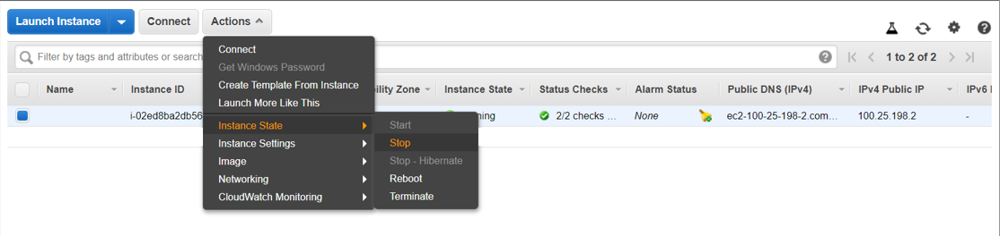 Launch Instance Connect Actions
Filter by tags and attributes or search 1 to 2 of 2
Connect
Get Windows Password
Create Template From Instance
Launch More Like This
Name Instance ID Zone Instance State Status Checks Alarm Status Public DNS (IPv4) IPv4 Public IP IPv6
i-02ed8ba2db56 2/2 checks ... None ec2-100-25-198-2.com... 100.25.198.2 -
Instance State
Instance Settings
Image
Networking
CloudWatch Monitoring
Start
Stop
Stop - Hibernate
Reboot
Terminate